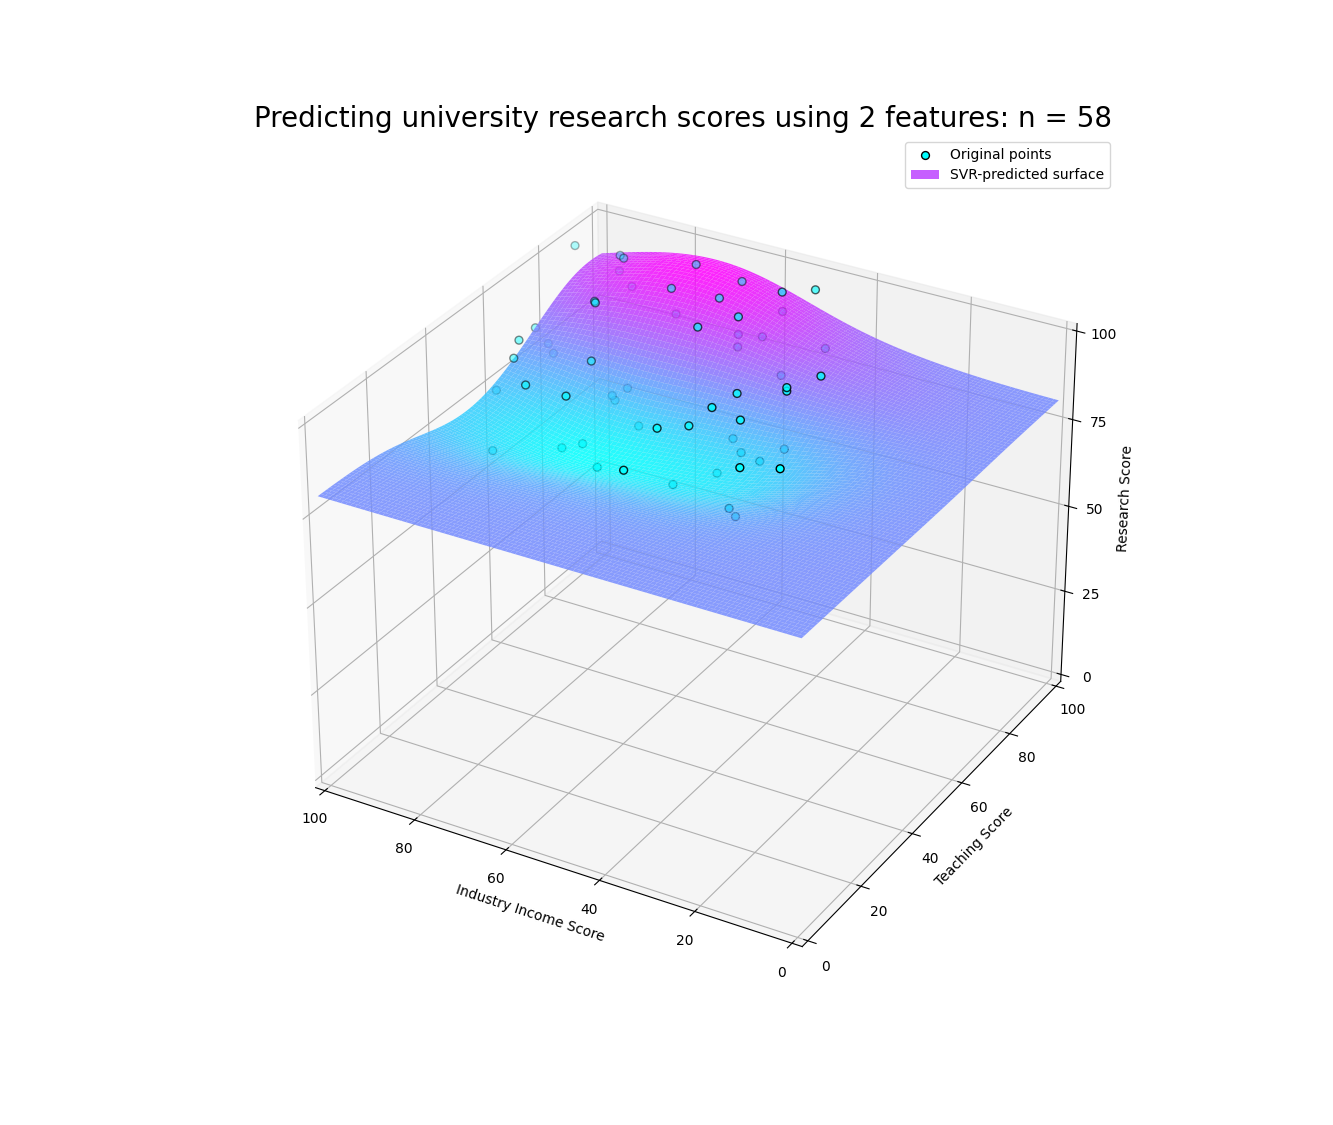 Predicting university research scores using 2 features: n = 58
Original points
SVR-predicted surface
100
75
50
25
0
Research Score
100
80
60
40
20
0
Teaching Score
100
80
60
40
20
0
Industry Income Score